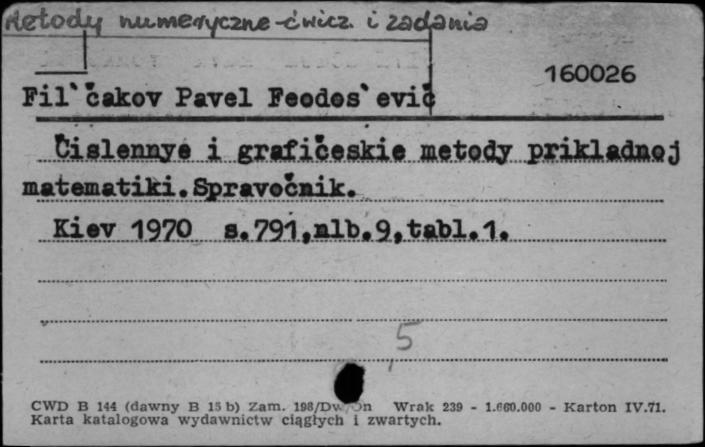 Metody numeryczne-ćwicz. i zadania
160026
Fil`čakov Pavel Feodos`evič
Čislennye i grafičeskie metody prikladnoj
matematiki.Spravočnik.
Kiev 1970 s.791,nlb.9,tabl.1.
5
CWD B 144 (dawny B 15 b) Zam. 198/Dw/On Wrak 239 - 1.660.000 - Karton IV.71.
Karta katalogowa wydawnictw ciągłych i zwartych.